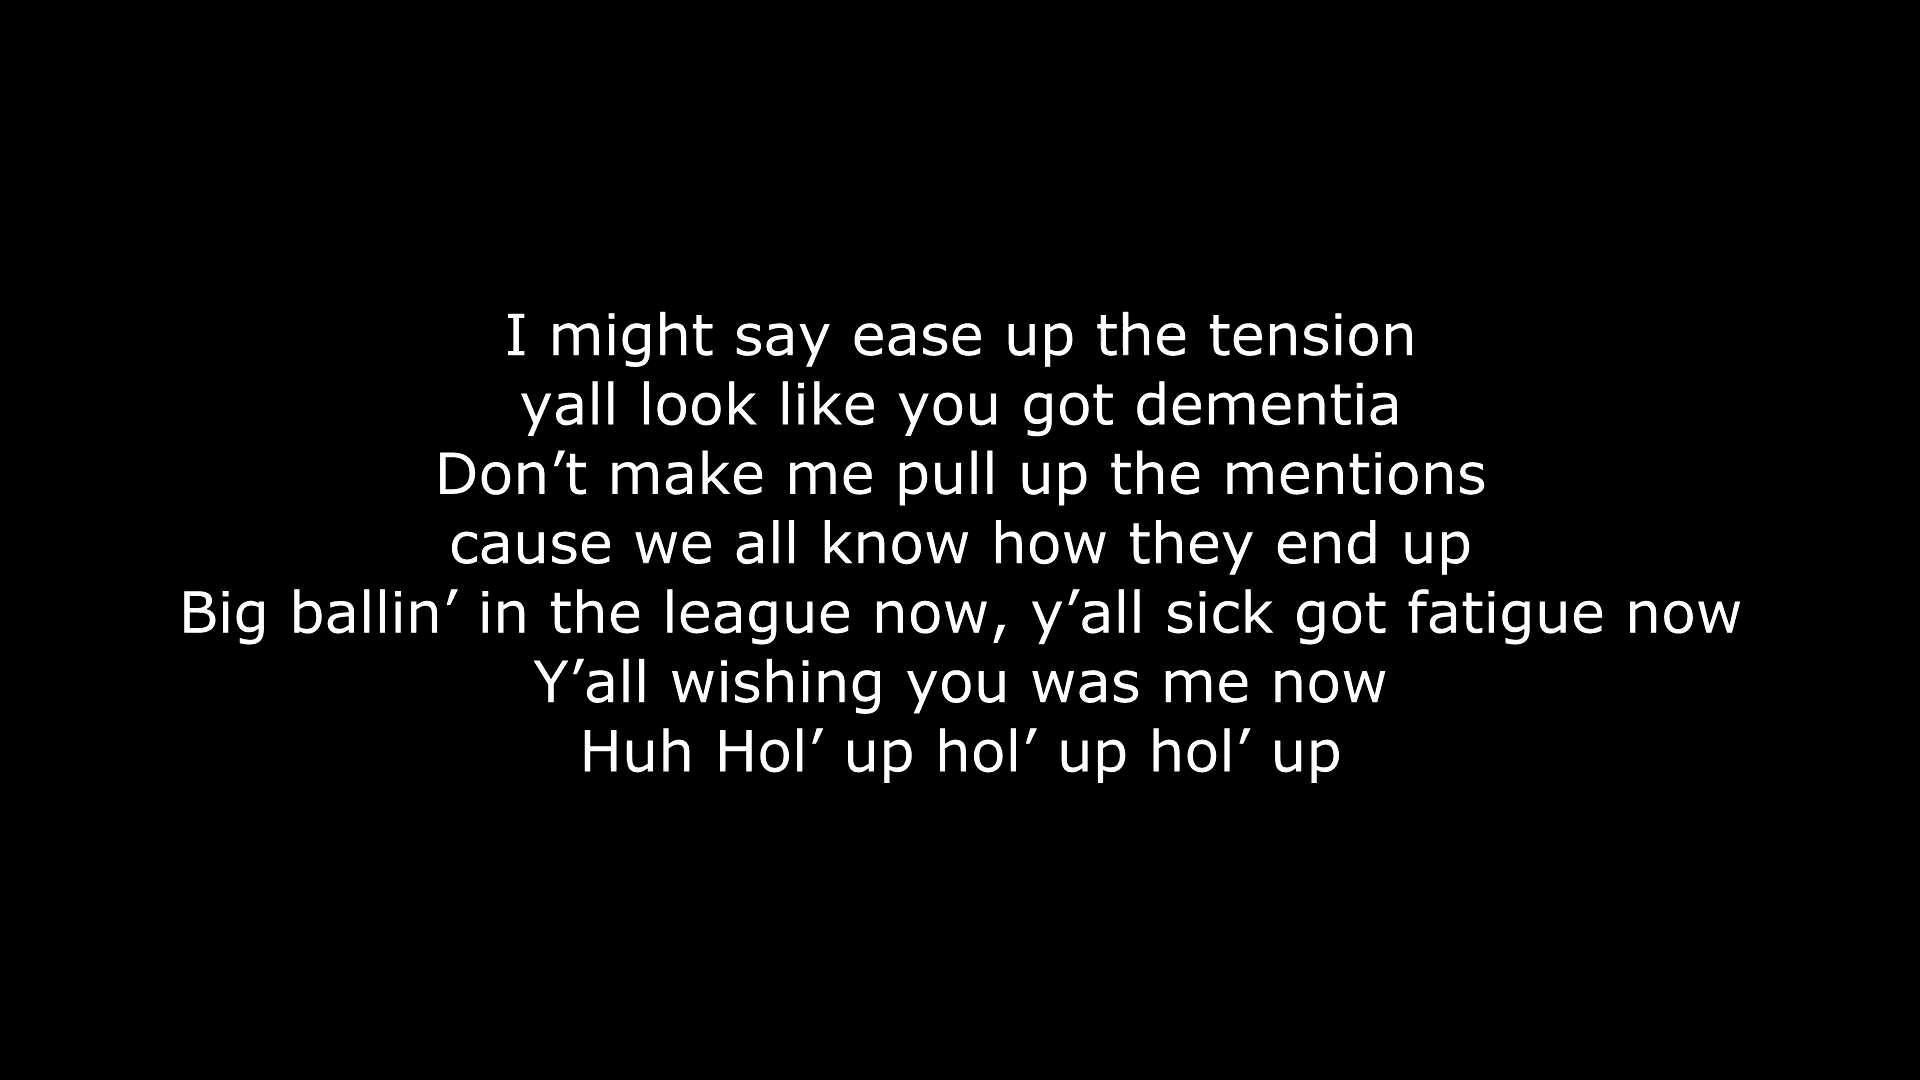 I might say ease up the tension
yall look like you got dementia
Don’t make me pull up the mentions
cause we all know how they end up
Big ballin’ in the league now, y’all sick got fatigue now
Y’all wishing you was me now
Huh Hol’ up hol’ up hol’ up